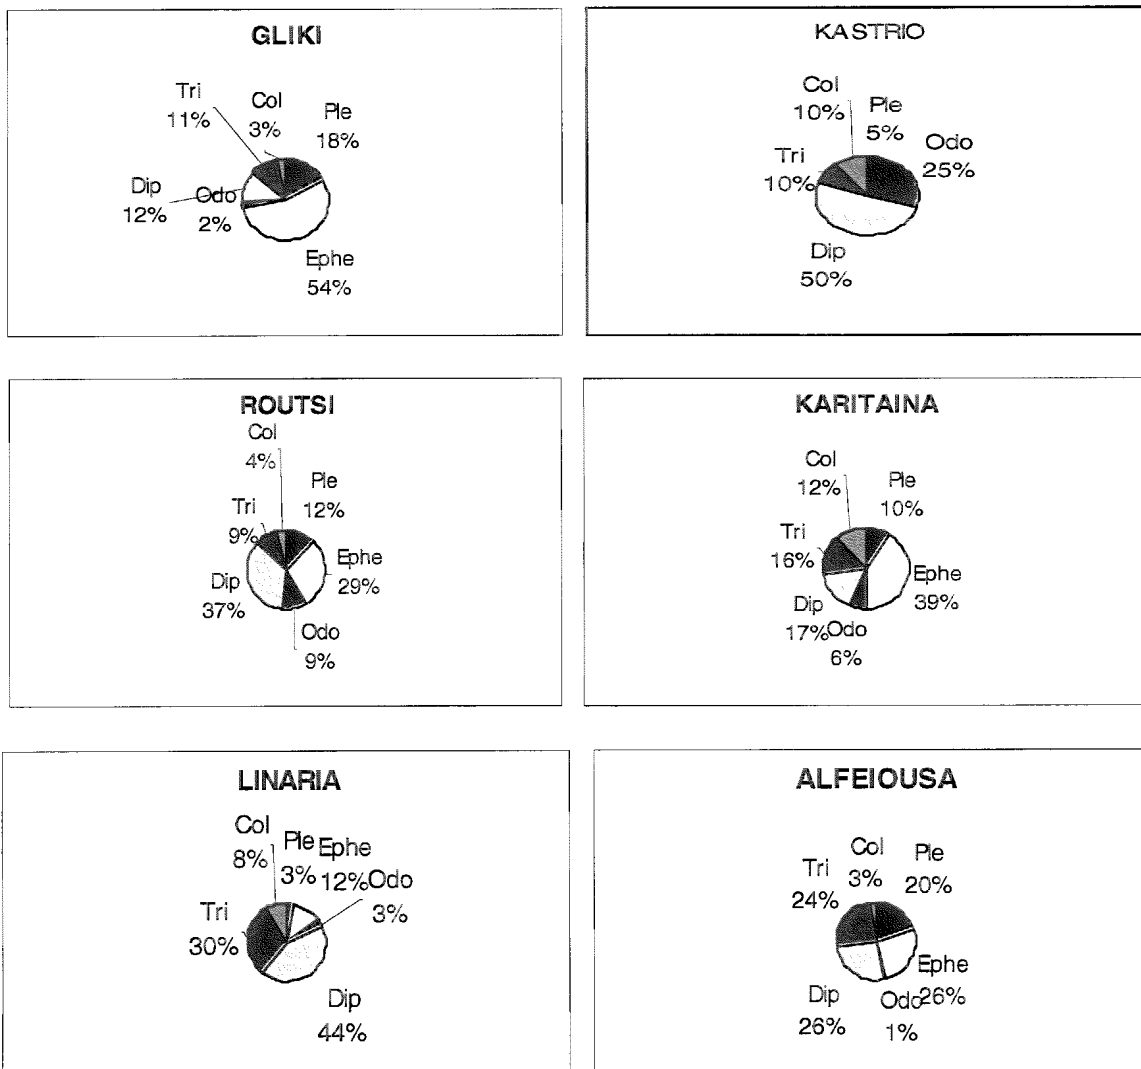 GLIKI
Tri
11%
Col
3%
Ple
18%
Dip
12%
Odo
2%
Ephe
54%
KASTRIO
Col
10%
Ple
5%
Odo
25%
Tri
10%
Dip
50%
ROUTSI
Col
4%
Ple
12%
Tri
9%
Ephe
29%
Dip
37%
Odo
9%
KARITAINA
Col
12%
Ple
10%
Tri
16%
Ephe
39%
Dip
17%
Odo
6%
LINARIA
Col
8%
Ple
3%
Ephe
12%
Odo
3%
Tri
30%
Dip
44%
ALFEIOUSA
Tri
24%
Col
3%
Ple
20%
Ephe
26%
Dip
26%
Odo
1%